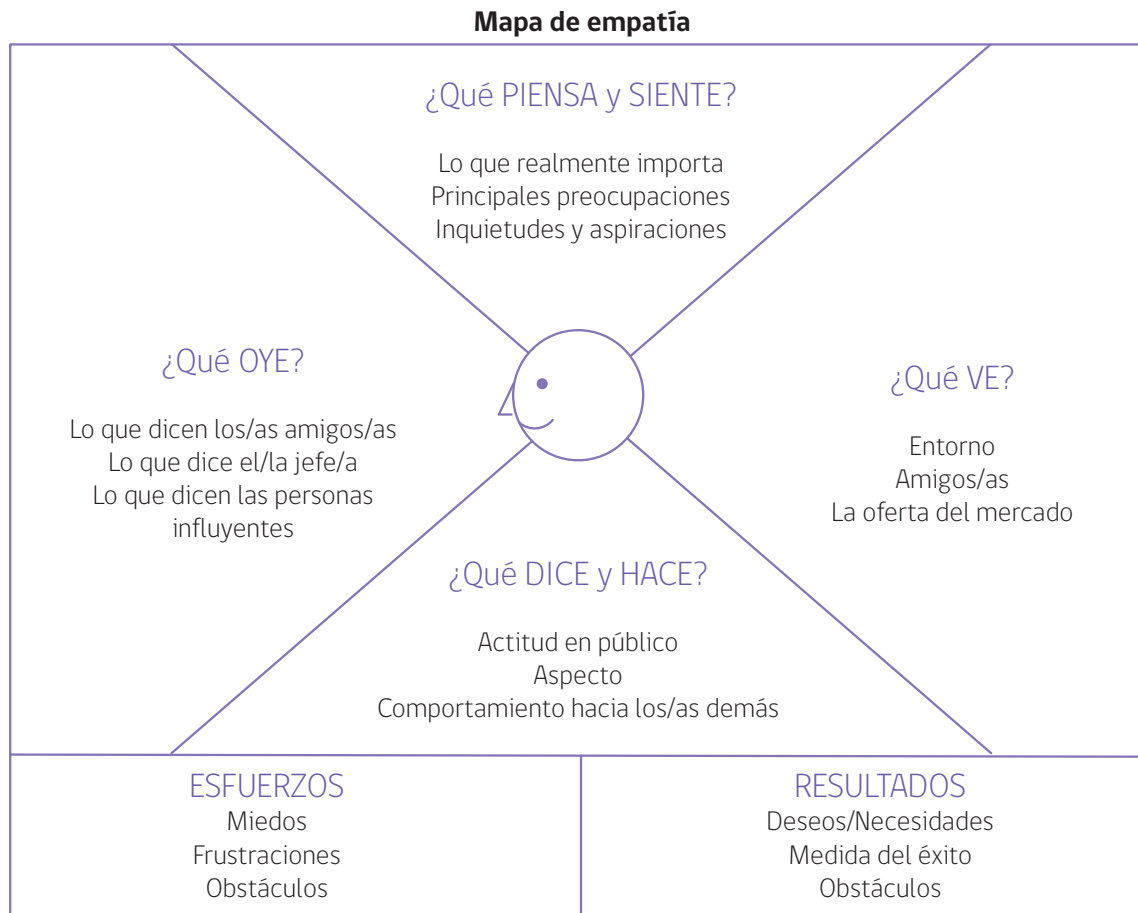 Mapa de empatía
¿Qué PIENSA y SIENTE?
Lo que realmente importa
Principales preocupaciones
Inquietudes y aspiraciones
¿Qué OYE?
Lo que dicen los/as amigos/as
Lo que dice el/la jefe/a
Lo que dicen las personas
influyentes
¿Qué VE?
Entorno
Amigos/as
La oferta del mercado
¿Qué DICE y HACE?
Actitud en público
Aspecto
Comportamiento hacia los/as demás
ESFUERZOS
Miedos
Frustraciones
Obstáculos
RESULTADOS
Deseos/Necesidades
Medida del éxito
Obstáculos